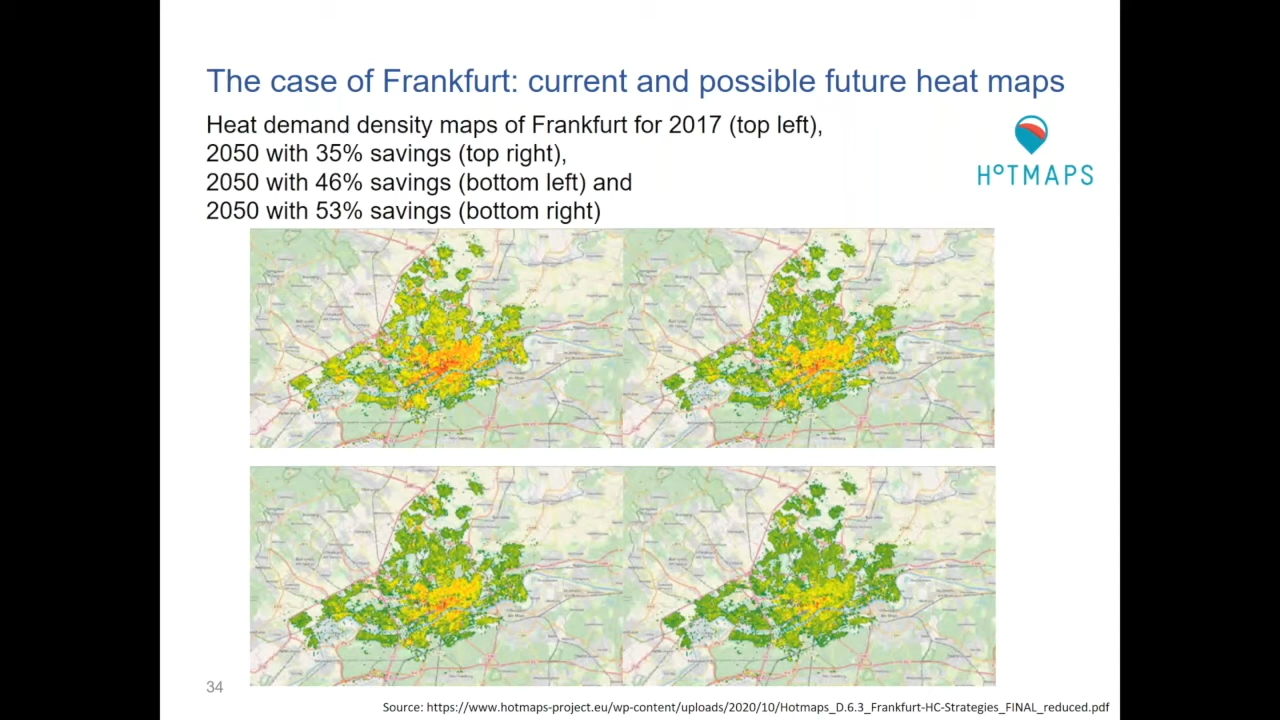 The case of Frankfurt: current and possible future heat maps
Heat demand density maps of Frankfurt for 2017 (top left),
2050 with 35% savings (top right),
2050 with 46% savings (bottom left) and
2050 with 53% savings (bottom right)
HOTMAPS
34
Source: https://www.hotmaps-project.eu/wp-content/uploads/2020/10/Hotmaps_D.6.3_Frankfurt-HC-Strategies_FINAL_reduced.pdf